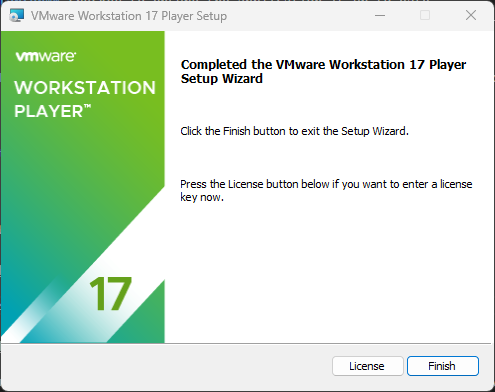 VMware Workstation 17 Player Setup
vmware®
WORKSTATION
PLAYER™
17
Completed the VMware Workstation 17 Player
Setup Wizard
Click the Finish button to exit the Setup Wizard.
Press the License button below if you want to enter a license
key now.
License
Finish